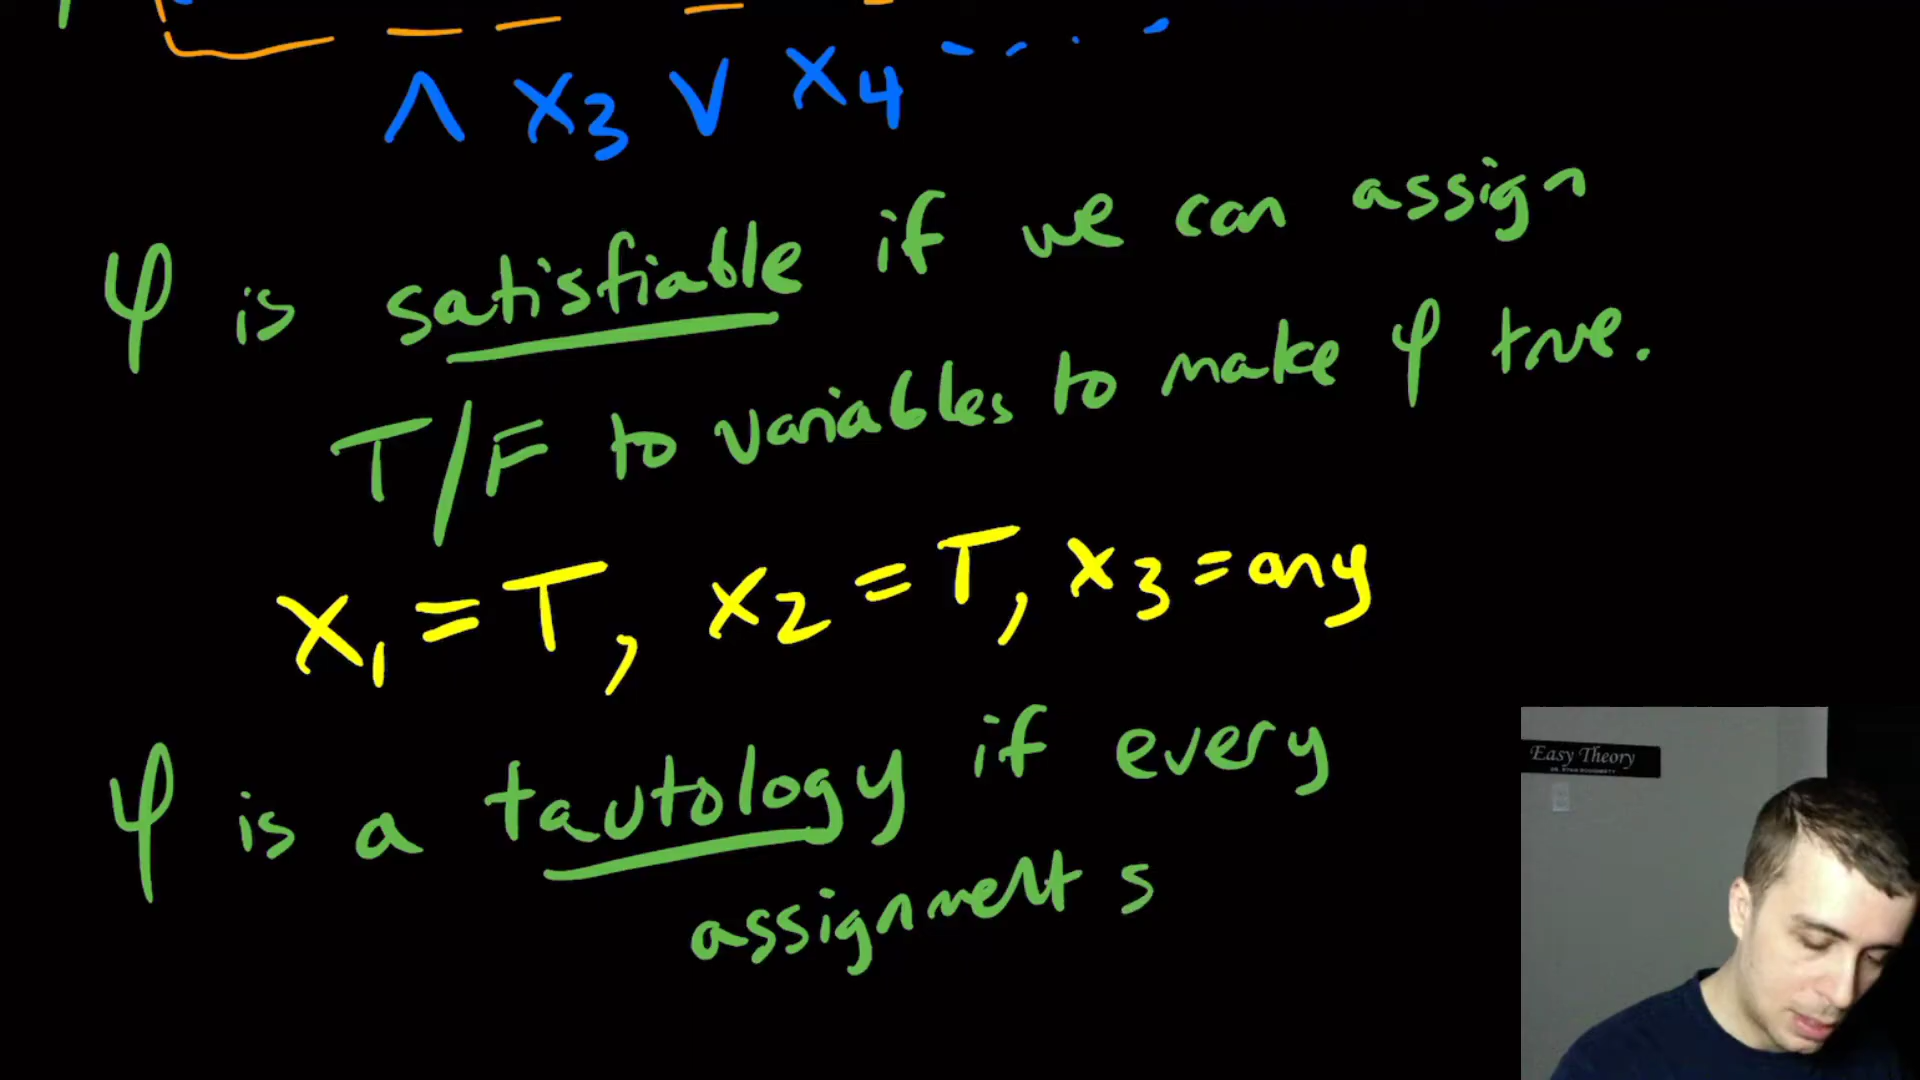 ∧ x₃ ∨ x₄
φ is satisfiable if we can assign
T/F to variables to make φ true.
x₁ = T, x₂ = T, x₃ = any
φ is a tautology if every
assignment s
Easy Theory